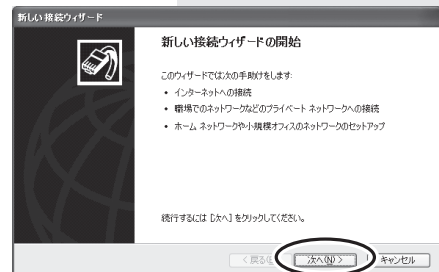 新しい接続ウィザード
新しい接続ウィザードの開始
このウィザードでは次の手助けをします:
• インターネットへの接続
• 職場でのネットワークなどのプライベート ネットワークへの接続
• ホーム ネットワークや小規模オフィスのネットワークのセットアップ
続行するには [次へ] をクリックしてください。
< 戻る(B) 次へ(N) > キャンセル